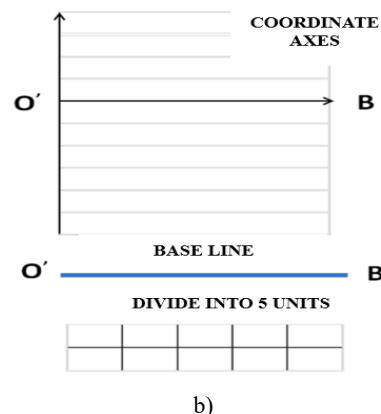 COORDINATE
AXES
O′ B
BASE LINE
O′ B
DIVIDE INTO 5 UNITS
b)